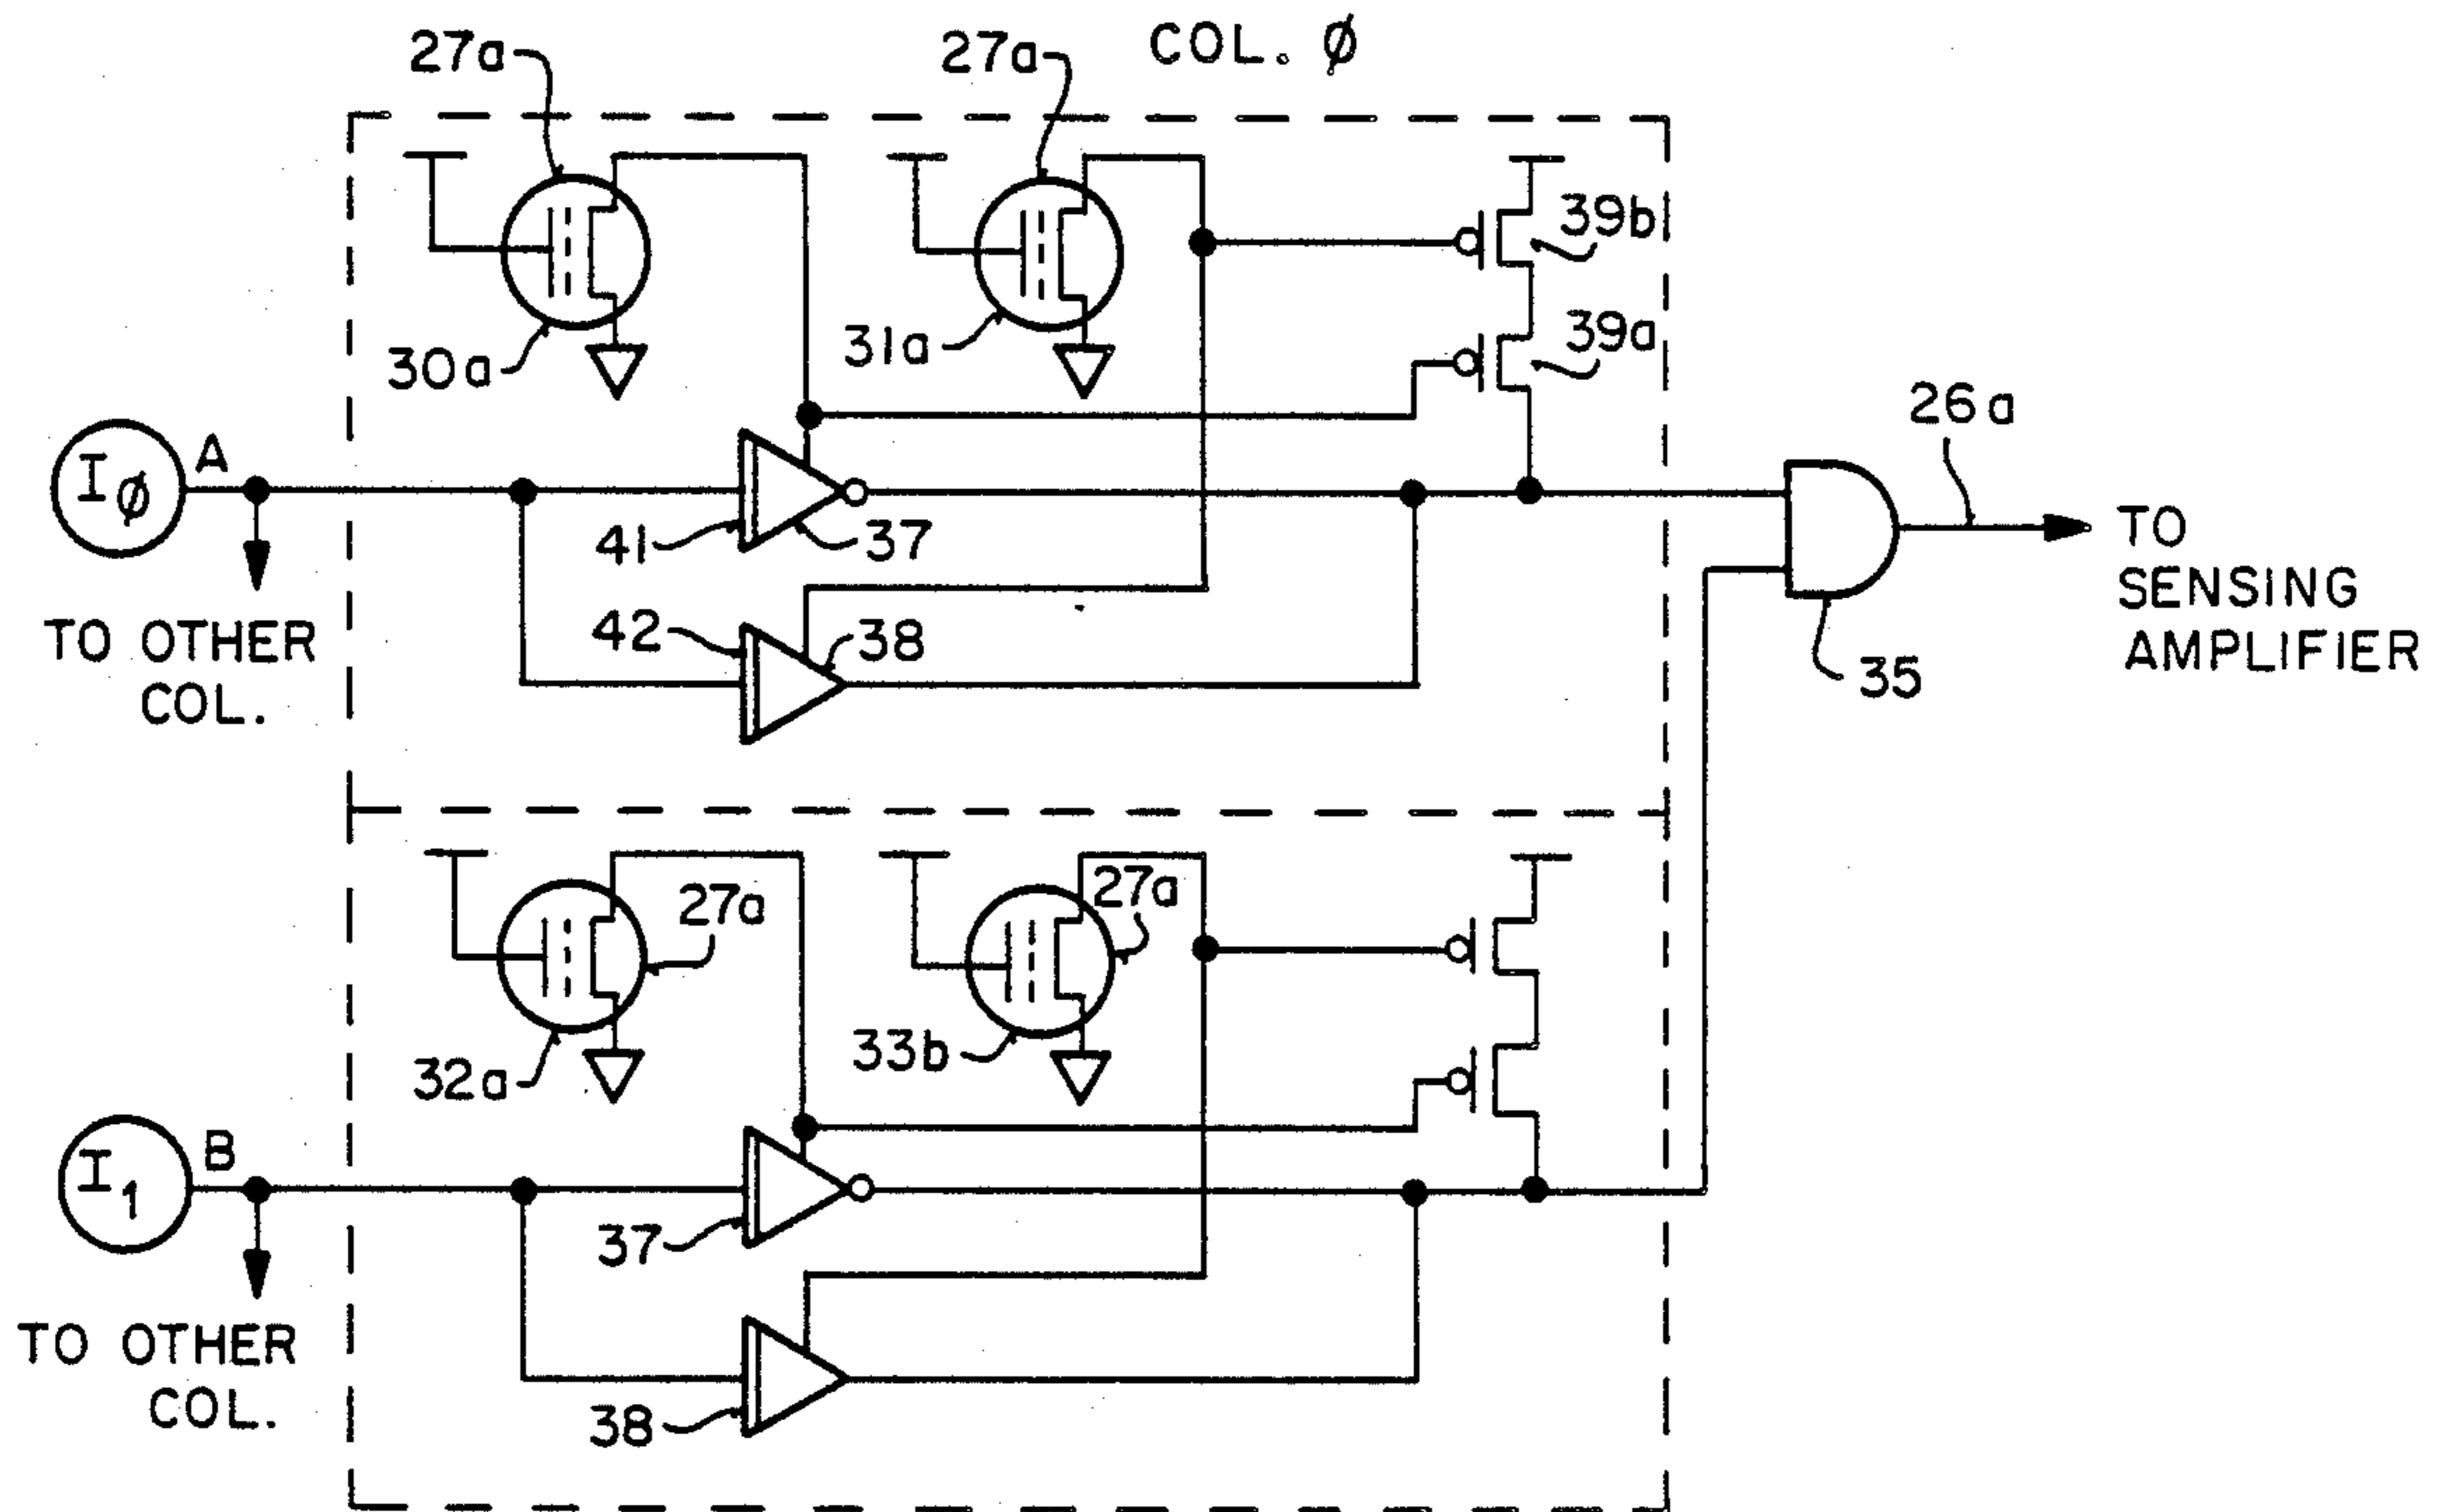 COL. ∅
27a
27a
39b
39a
30a
31a
26a
I∅
A
41
37
TO OTHER
COL.
42
38
35
TO
SENSING
AMPLIFIER
27a
27a
32a
33b
I1
B
37
TO OTHER
COL.
38